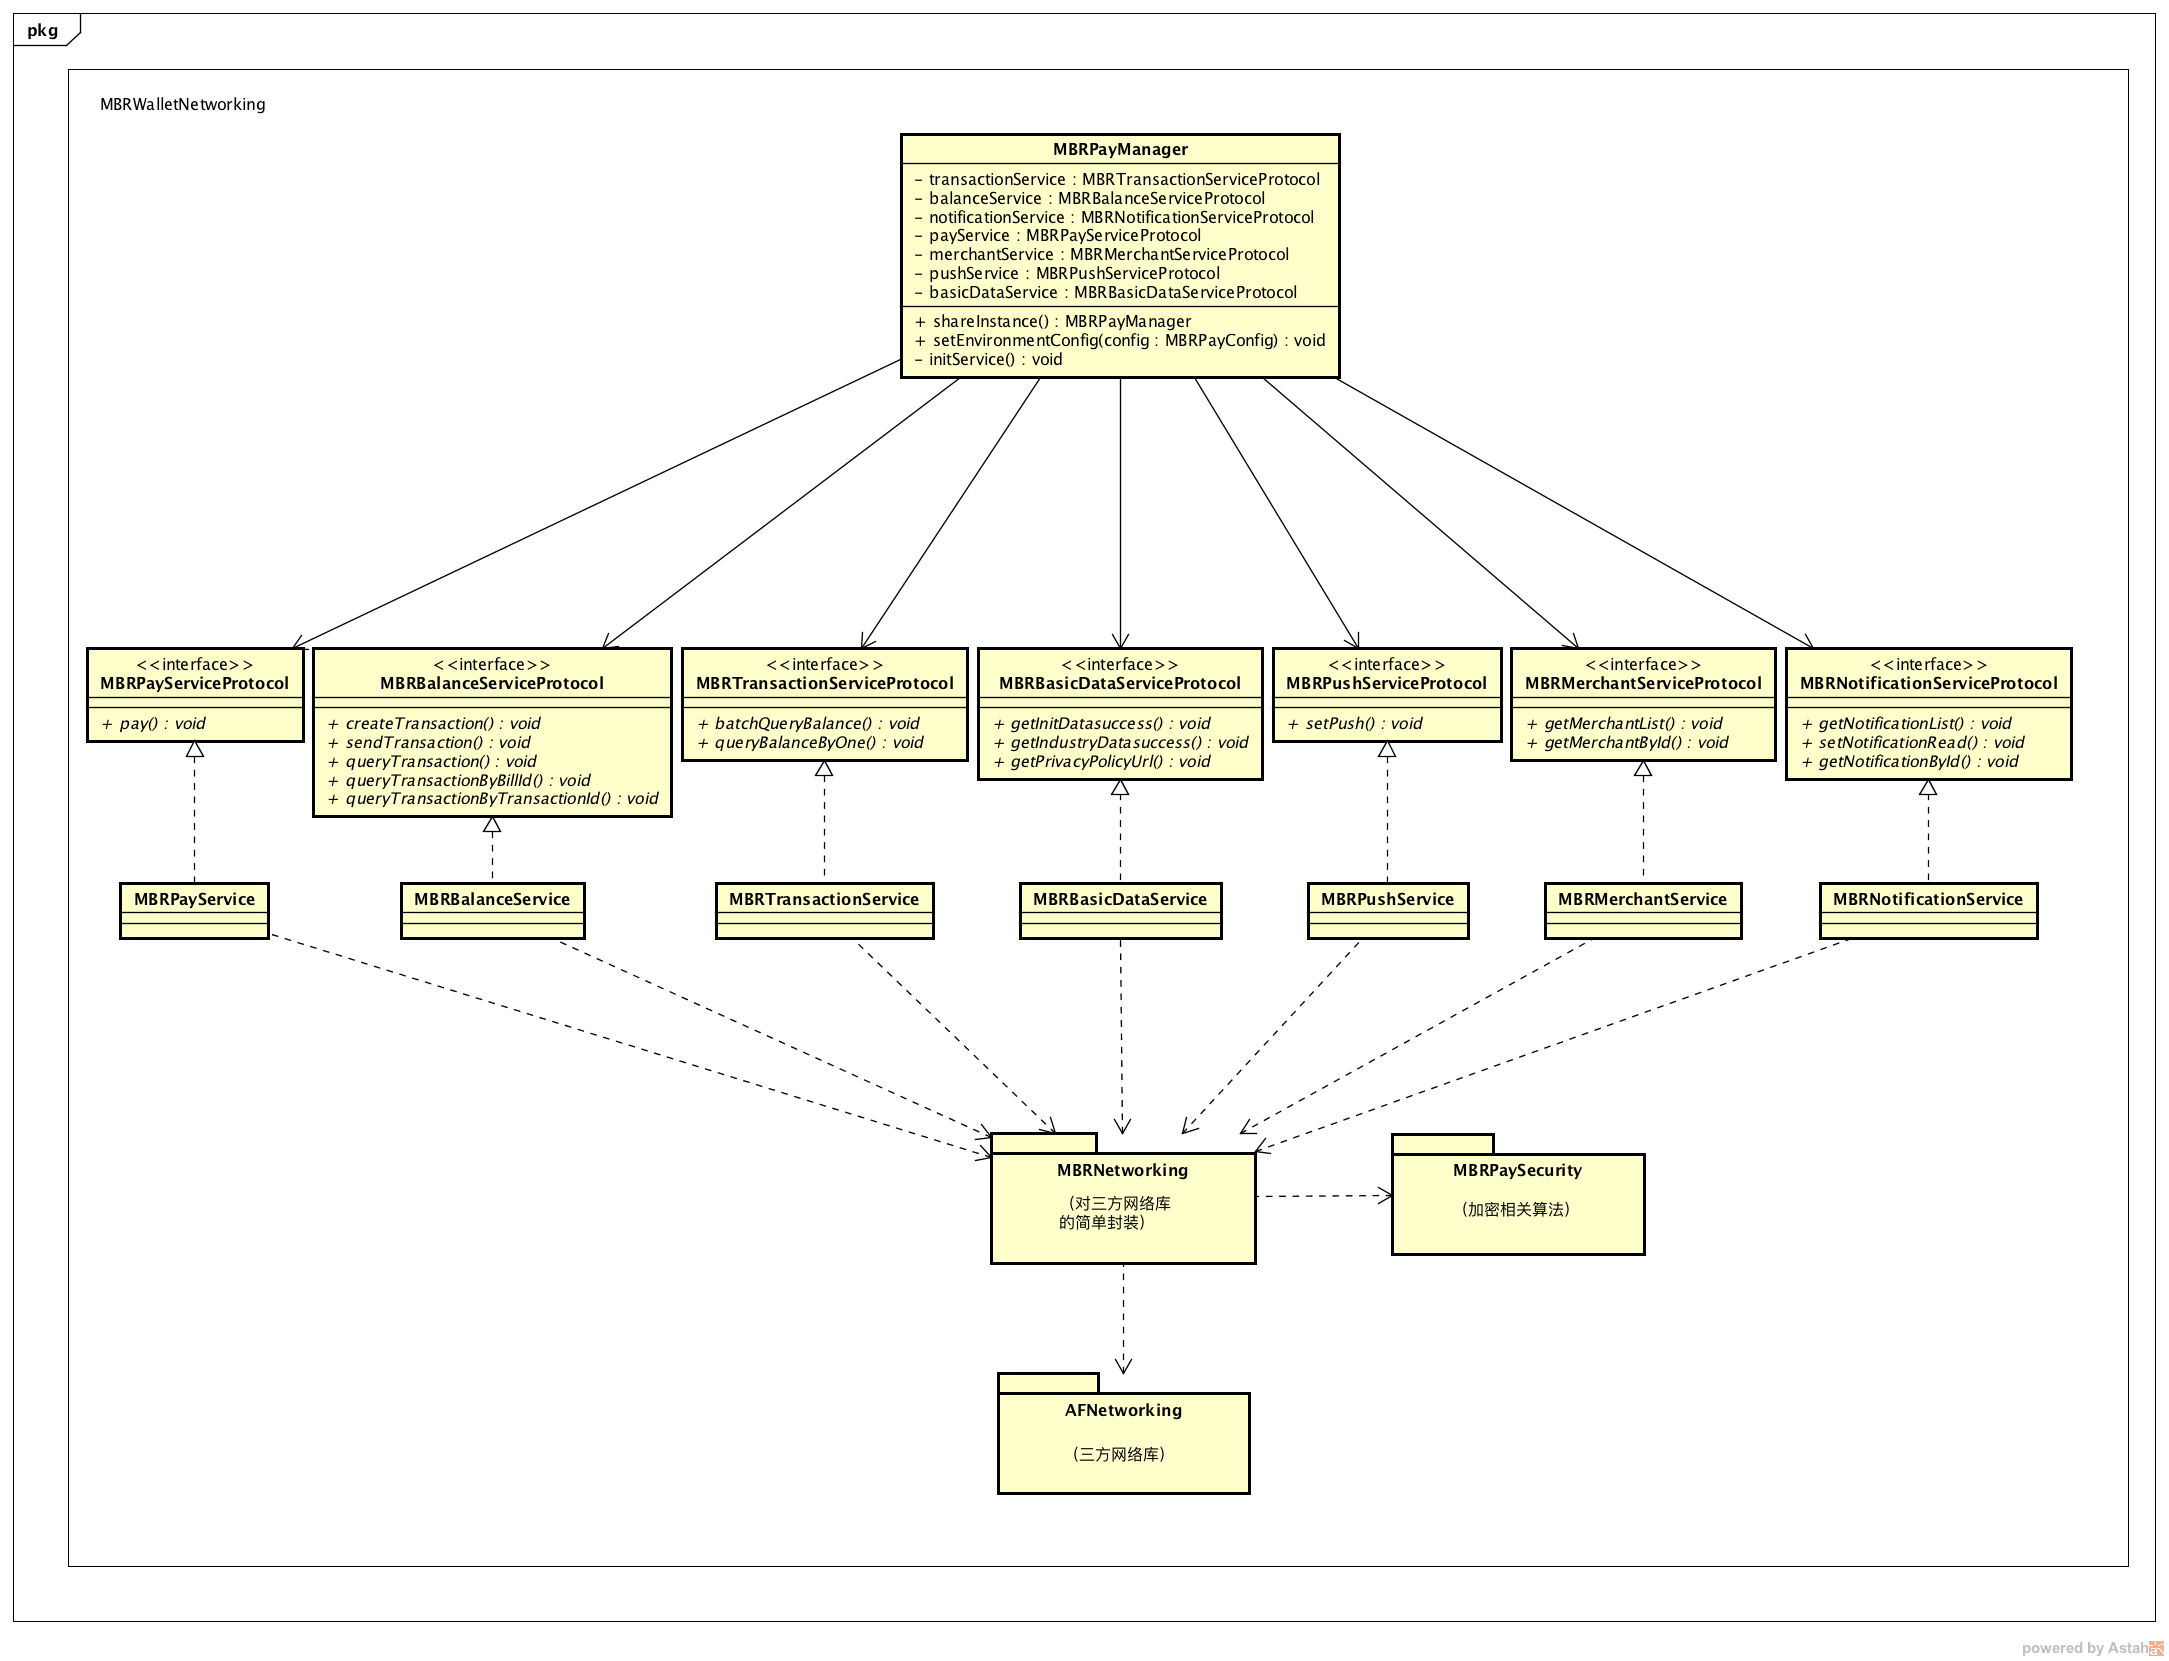 pkg
MBRWalletNetworking
MBRPayManager
- transactionService : MBRTransactionServiceProtocol
- balanceService : MBRBalanceServiceProtocol
- notificationService : MBRNotificationServiceProtocol
- payService : MBRPayServiceProtocol
- merchantService : MBRMerchantServiceProtocol
- pushService : MBRPushServiceProtocol
- basicDataService : MBRBasicDataServiceProtocol
+ shareInstance() : MBRPayManager
+ setEnvironmentConfig(config : MBRPayConfig) : void
- initService() : void
<<interface>>
MBRPayServiceProtocol
+ pay() : void
<<interface>>
MBRBalanceServiceProtocol
+ createTransaction() : void
+ sendTransaction() : void
+ queryTransaction() : void
+ queryTransactionByBillId() : void
+ queryTransactionByTransactionId() : void
<<interface>>
MBRTransactionServiceProtocol
+ batchQueryBalance() : void
+ queryBalanceByOne() : void
<<interface>>
MBRBasicDataServiceProtocol
+ getInitDatasuccess() : void
+ getIndustryDatasuccess() : void
+ getPrivacyPolicyUrl() : void
<<interface>>
MBRPushServiceProtocol
+ setPush() : void
<<interface>>
MBRMerchantServiceProtocol
+ getMerchantList() : void
+ getMerchantById() : void
<<interface>>
MBRNotificationServiceProtocol
+ getNotificationList() : void
+ setNotificationRead() : void
+ getNotificationById() : void
MBRPayService
MBRBalanceService
MBRTransactionService
MBRBasicDataService
MBRPushService
MBRMerchantService
MBRNotificationService
MBRNetworking
（对三方网络库
的简单封装）
MBRPaySecurity
（加密相关算法）
AFNetworking
（三方网络库）
powered by Astah